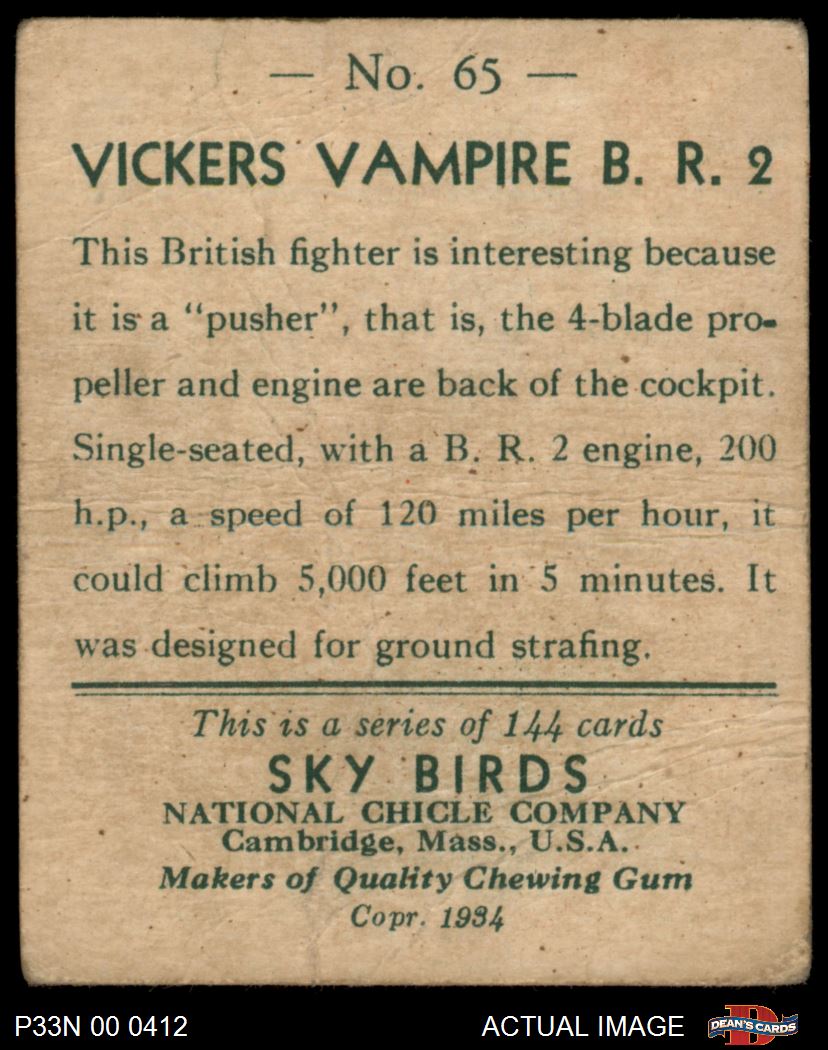 — No. 65 —
VICKERS VAMPIRE B. R. 2
This British fighter is interesting because
it is a "pusher", that is, the 4-blade pro-
peller and engine are back of the cockpit.
Single-seated, with a B. R. 2 engine, 200
h.p., a speed of 120 miles per hour, it
could climb 5,000 feet in 5 minutes. It
was designed for ground strafing.
This is a series of 144 cards
SKY BIRDS
NATIONAL CHICLE COMPANY
Cambridge, Mass., U.S.A.
Makers of Quality Chewing Gum
Copr. 1934
P33N 00 0412
ACTUAL IMAGE
D
DEAN'S CARDS